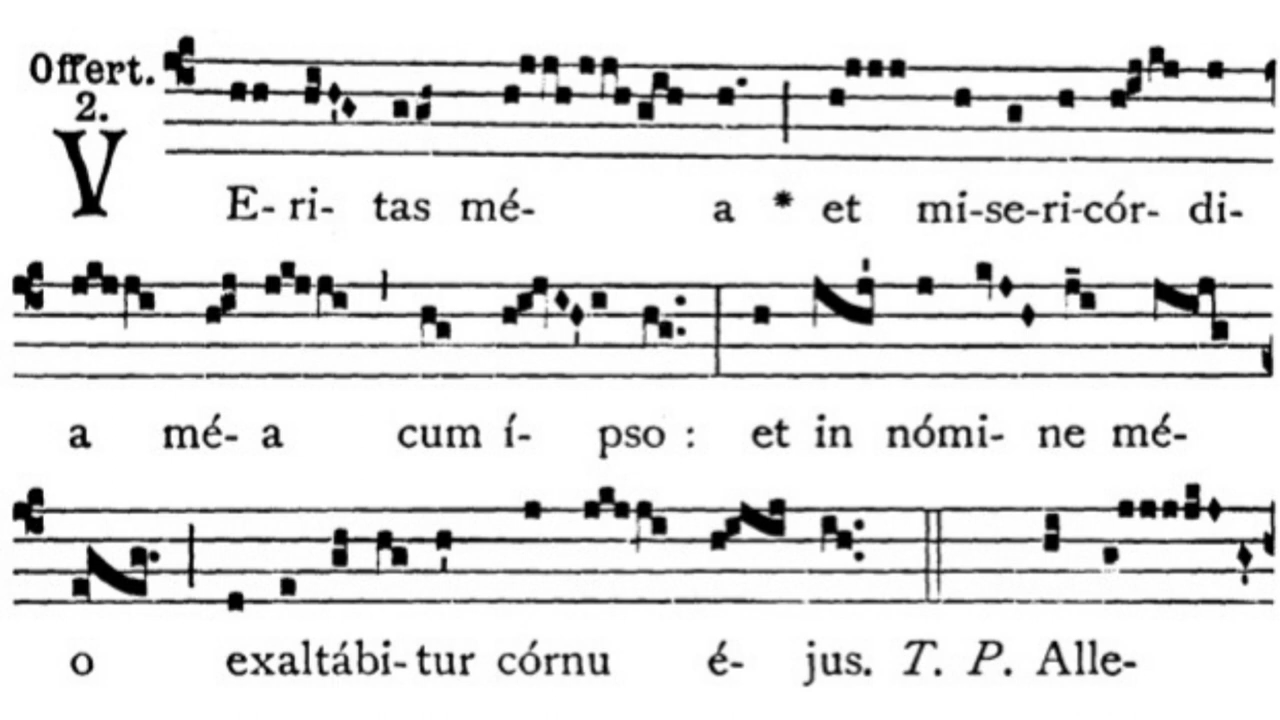 Offert.
2.
VE- ri- tas mé- a * et mi-se-ri-cór- di-
a mé- a cum í- pso : et in nómi- ne mé-
o exaltábi- tur córnu é- jus. T. P. Alle-